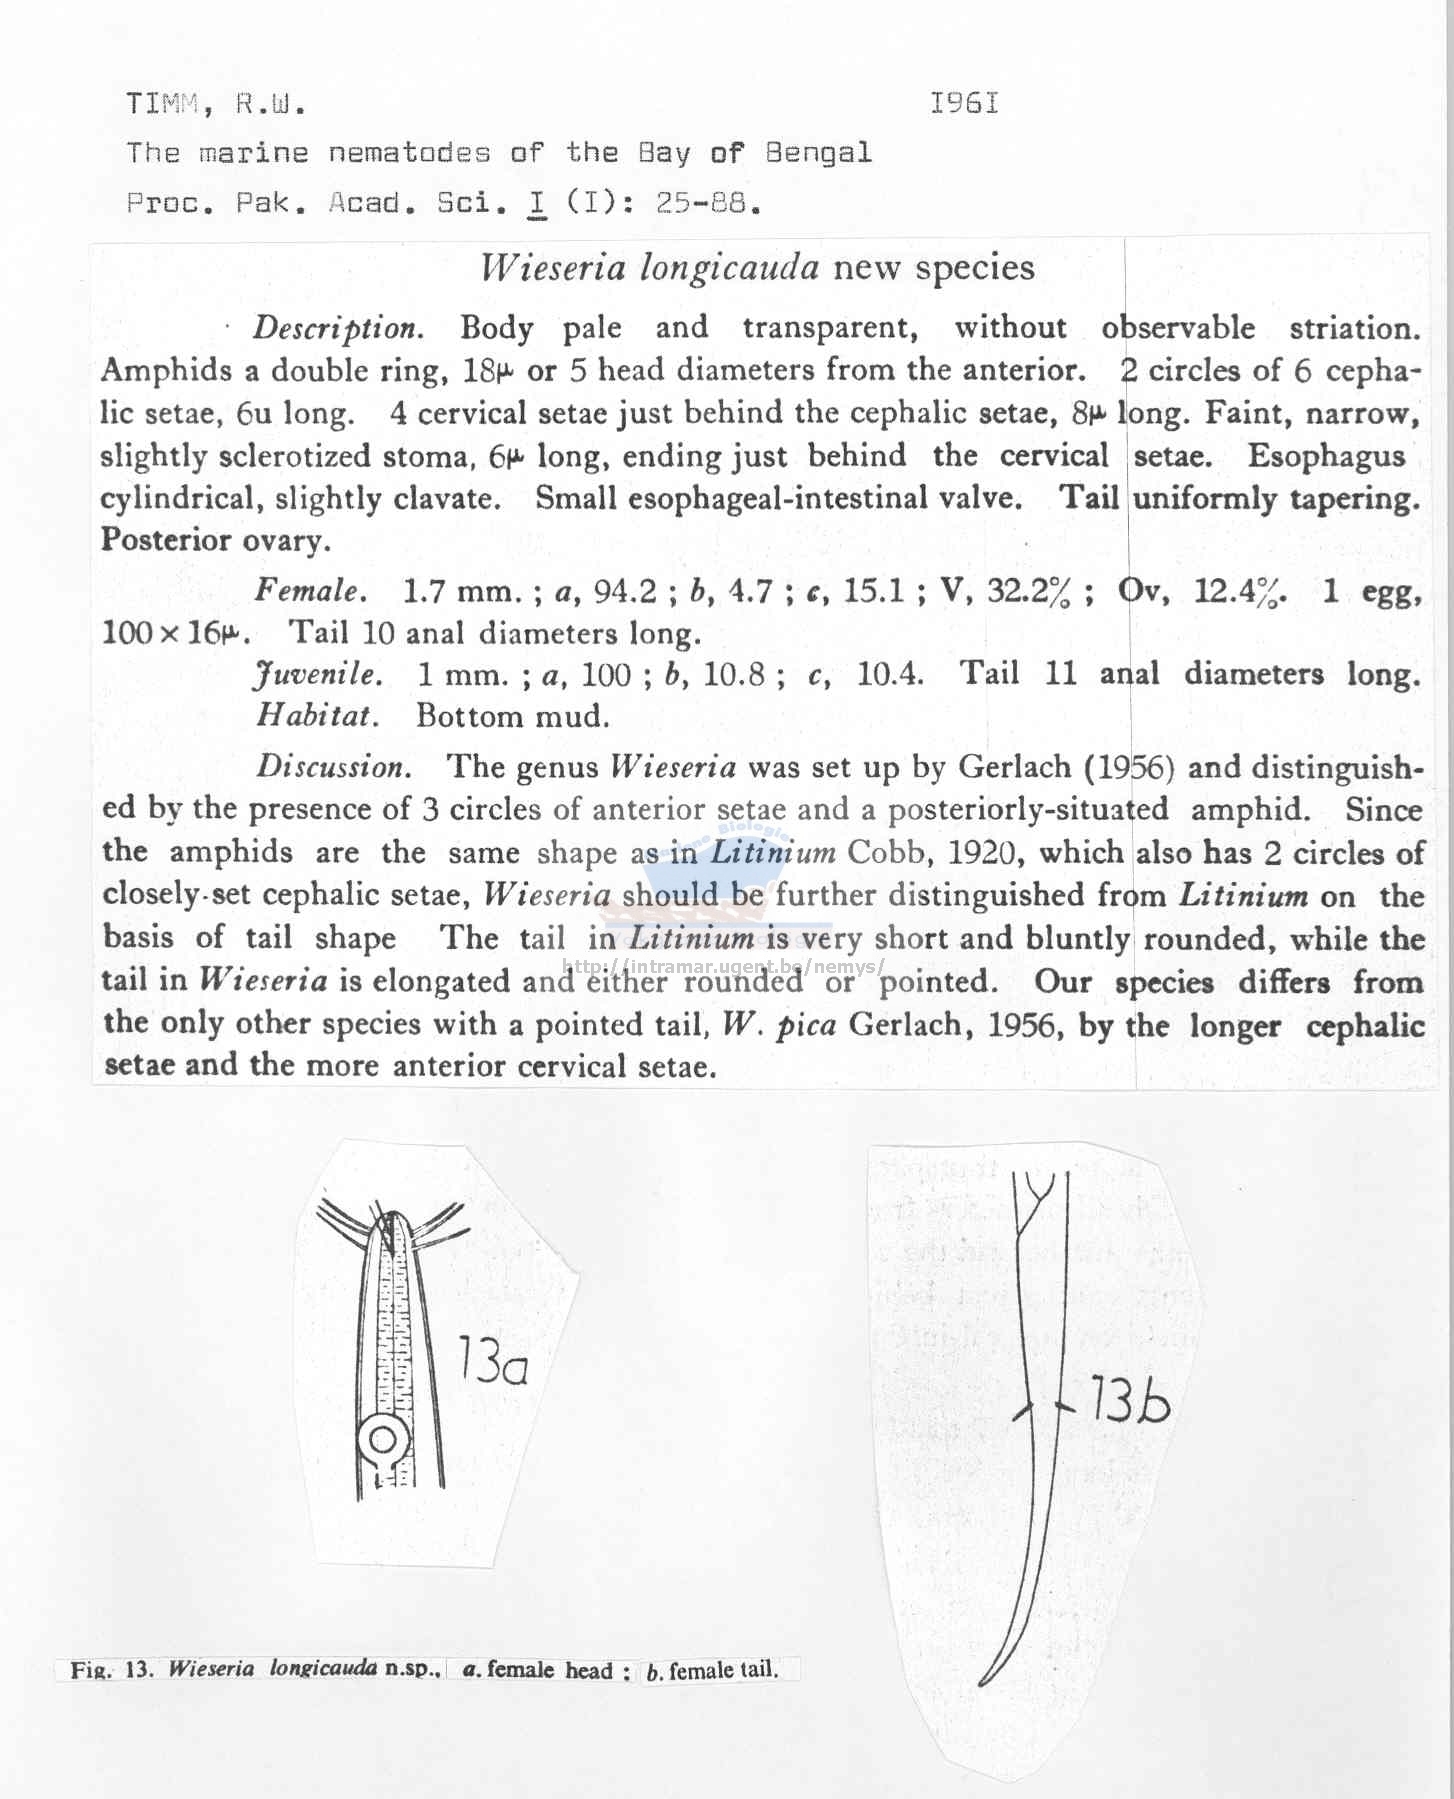 TIMM, R.W. I96I
The marine nematodes of the Bay of Bengal
Proc. Pak. Acad. Sci. I (I): 25-88.
Wieseria longicauda new species
Description. Body pale and transparent, without observable striation.
Amphids a double ring, 18μ or 5 head diameters from the anterior. 2 circles of 6 cepha-
lic setae, 6u long. 4 cervical setae just behind the cephalic setae, 8μ long. Faint, narrow,
slightly sclerotized stoma, 6μ long, ending just behind the cervical setae. Esophagus
cylindrical, slightly clavate. Small esophageal-intestinal valve. Tail uniformly tapering.
Posterior ovary.
Female. 1.7 mm. ; a, 94.2 ; b, 4.7 ; c, 15.1 ; V, 32.2% ; Ov, 12.4%. 1 egg,
100 × 16μ. Tail 10 anal diameters long.
Juvenile. 1 mm. ; a, 100 ; b, 10.8 ; c, 10.4. Tail 11 anal diameters long.
Habitat. Bottom mud.
Discussion. The genus Wieseria was set up by Gerlach (1956) and distinguish-
ed by the presence of 3 circles of anterior setae and a posteriorly-situated amphid. Since
the amphids are the same shape as in Litinium Cobb, 1920, which also has 2 circles of
closely-set cephalic setae, Wieseria should be further distinguished from Litinium on the
basis of tail shape The tail in Litinium is very short and bluntly rounded, while the
http://intramar.ugent.be/nemys/
tail in Wieseria is elongated and either rounded or pointed. Our species differs from
the only other species with a pointed tail, W. pica Gerlach, 1956, by the longer cephalic
setae and the more anterior cervical setae.
13a
13b
Fig. 13. Wieseria longicauda n.sp., a. female head : b. female tail.